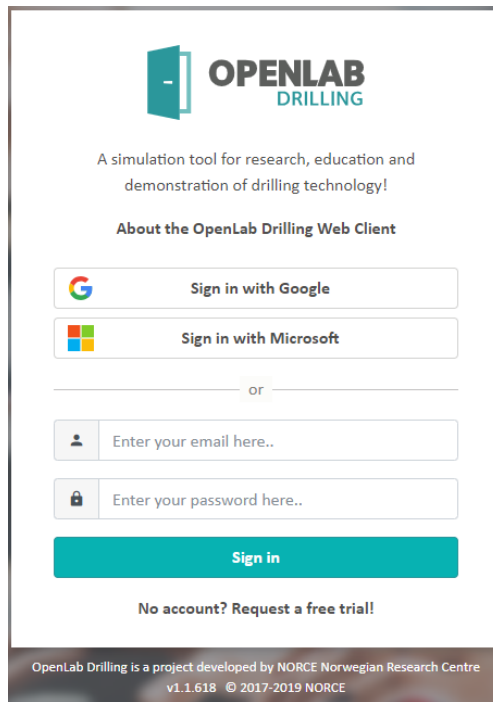 OPENLAB
DRILLING
A simulation tool for research, education and
demonstration of drilling technology!
About the OpenLab Drilling Web Client
Sign in with Google
Sign in with Microsoft
or
Enter your email here..
Enter your password here..
Sign in
No account? Request a free trial!
OpenLab Drilling is a project developed by NORCE Norwegian Research Centre
v1.1.618 © 2017-2019 NORCE